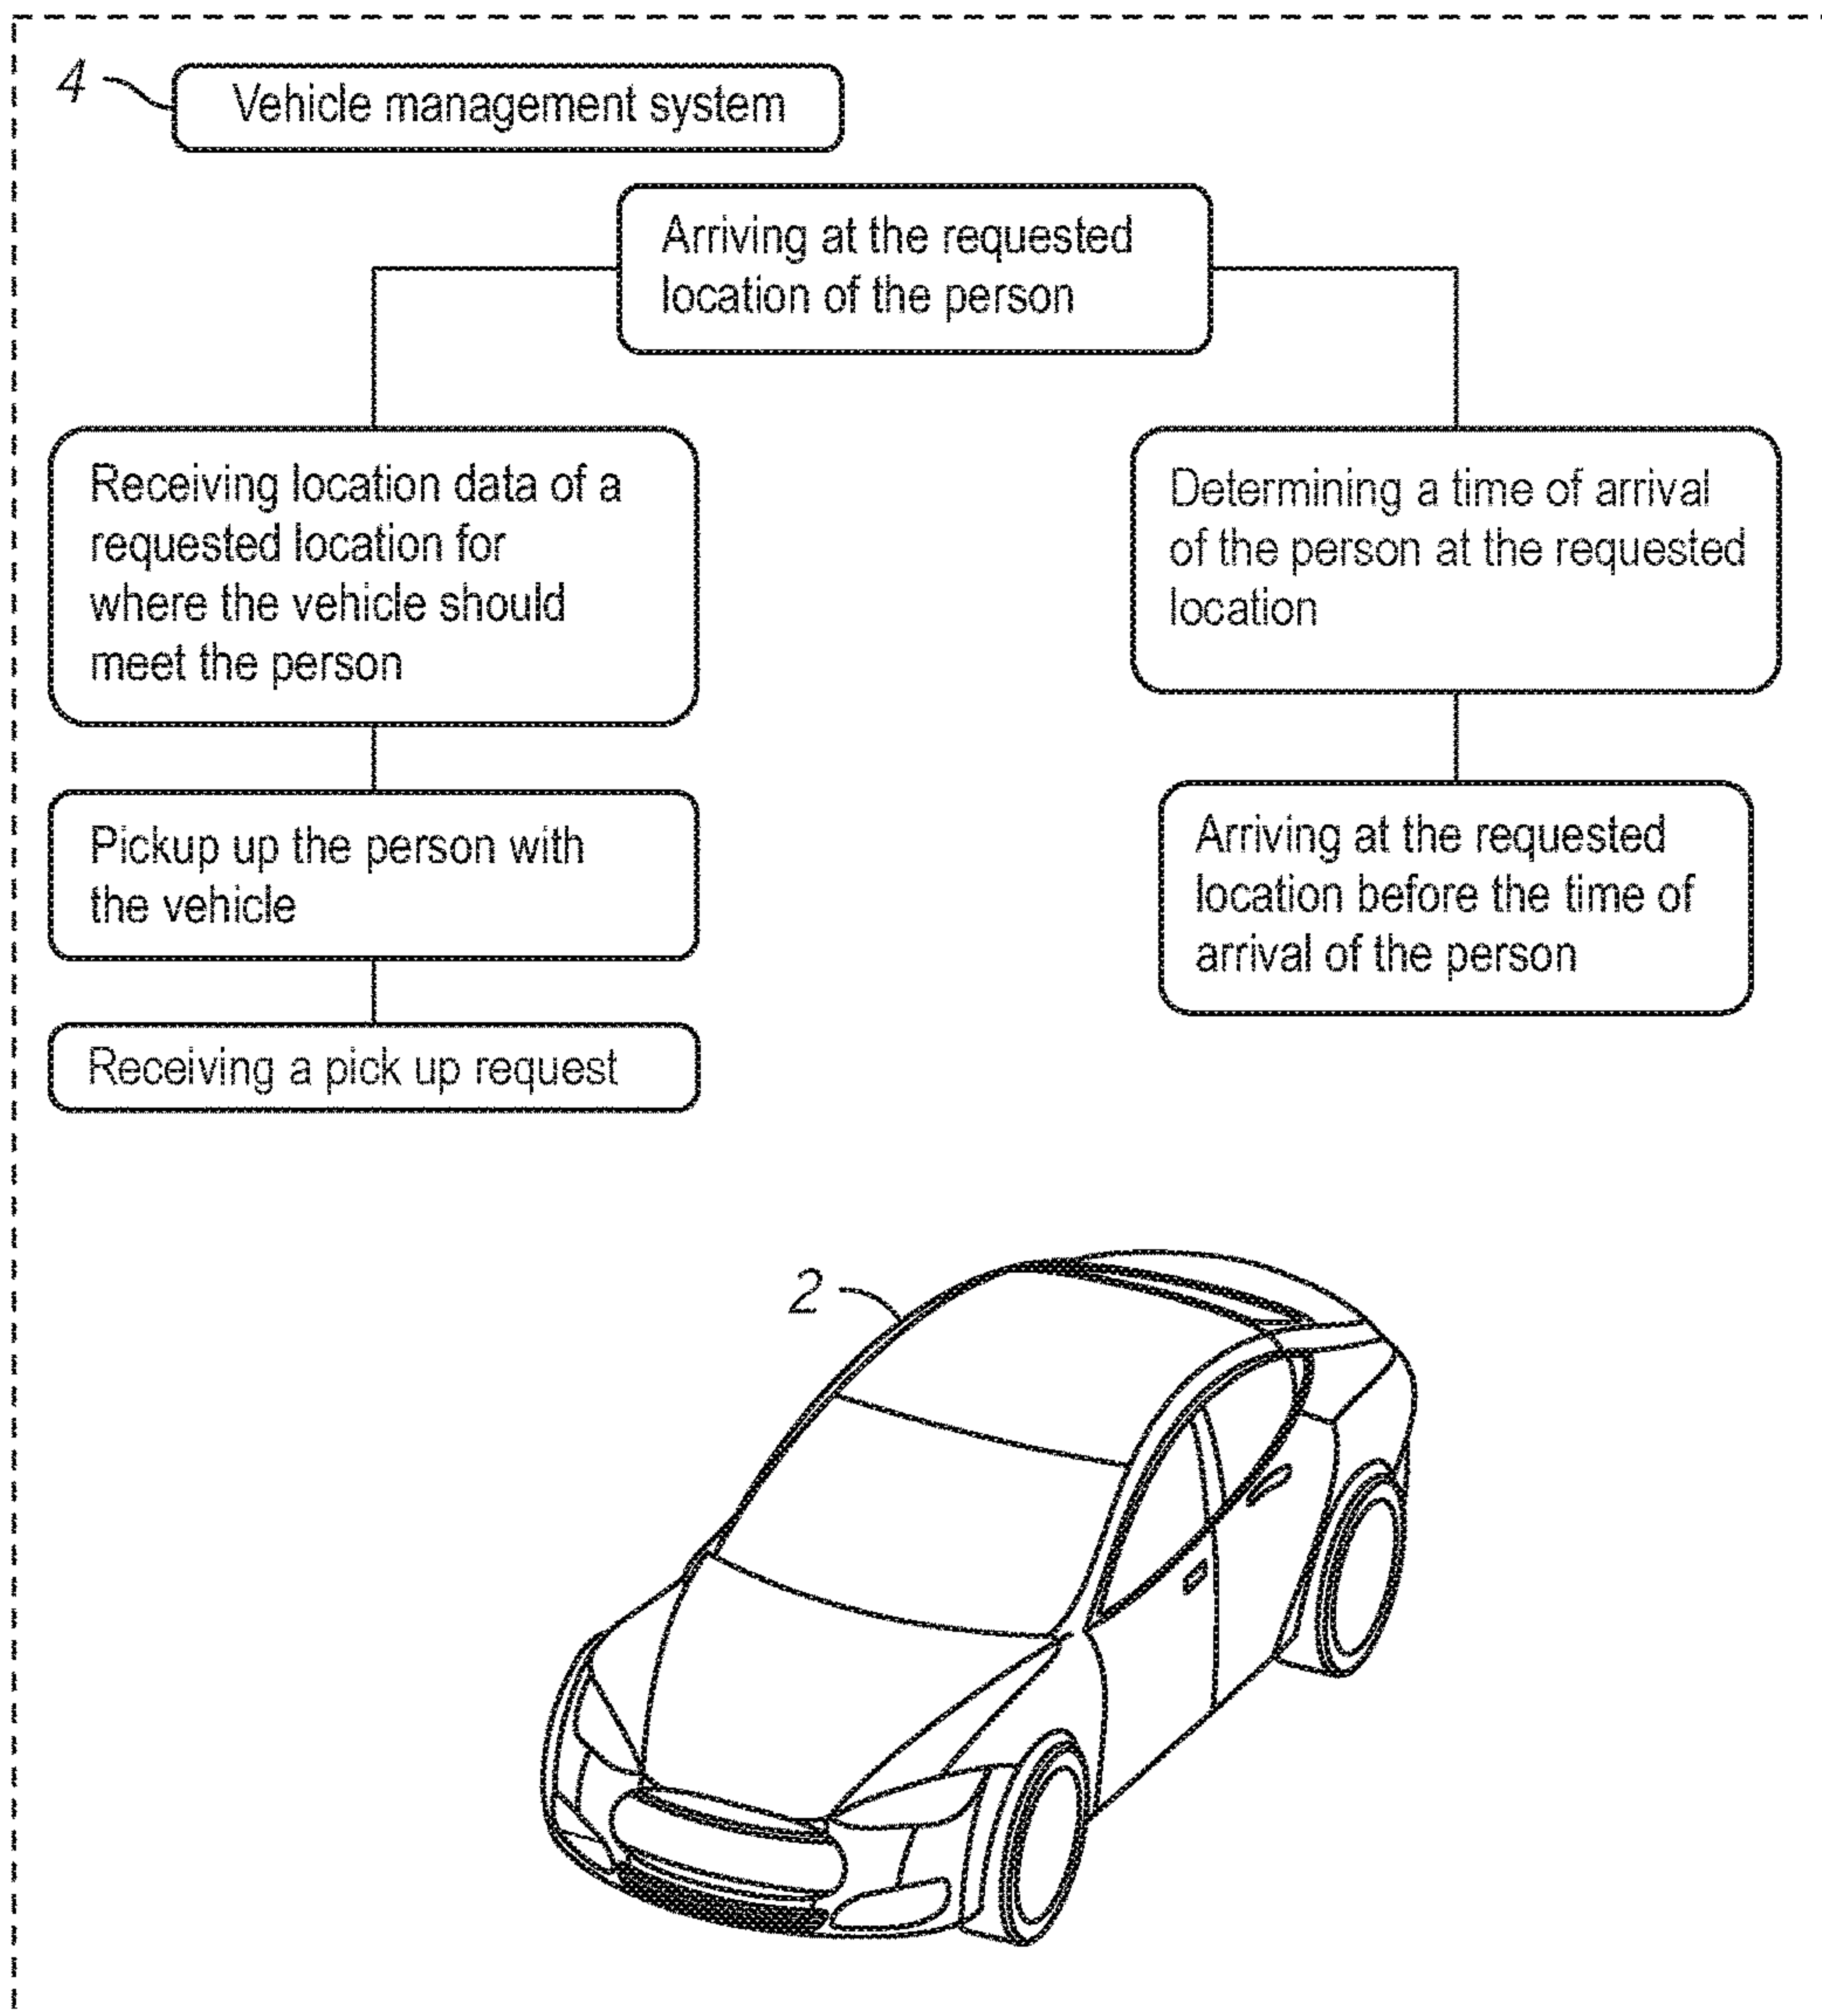 4
Vehicle management system
Arriving at the requested
location of the person
Receiving location data of a
requested location for
where the vehicle should
meet the person
Pickup up the person with
the vehicle
Receiving a pick up request
Determining a time of arrival
of the person at the requested
location
Arriving at the requested
location before the time of
arrival of the person
2